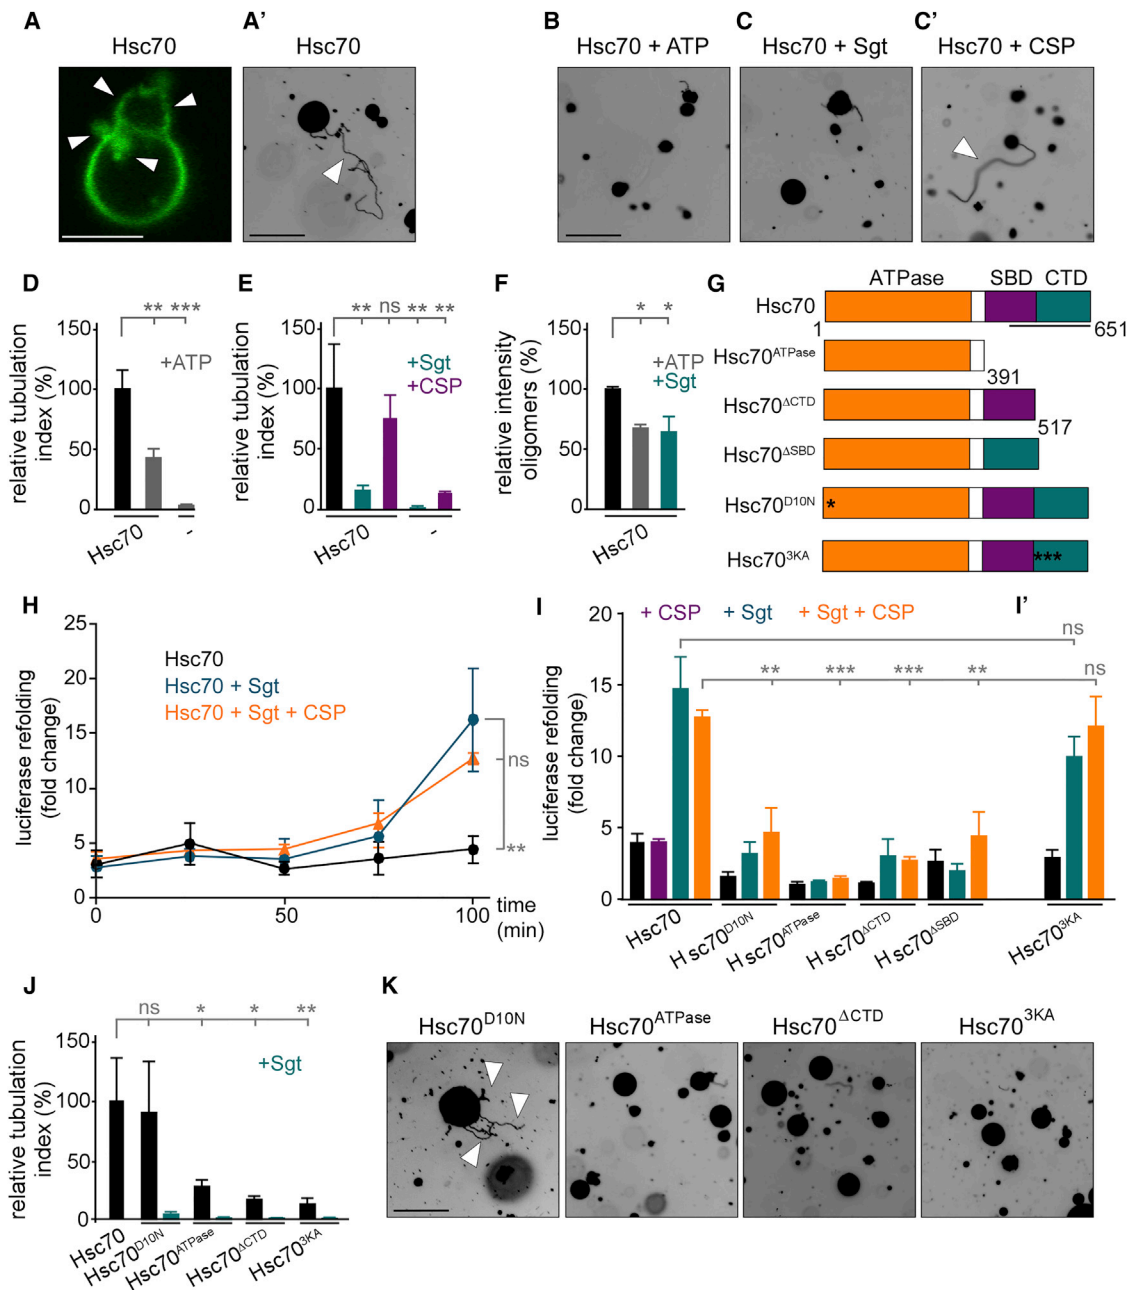 A
Hsc70
A'
Hsc70
B
Hsc70 + ATP
C
Hsc70 + Sgt
C'
Hsc70 + CSP
D
** ***
relative tubulation index (%)
150
100
50
0
+ATP
Hsc70
-
E
** ns ** **
relative tubulation index (%)
150
100
50
0
+Sgt
+CSP
Hsc70
-
F
* *
relative intensity oligomers (%)
150
100
50
0
+ATP
+Sgt
Hsc70
G
ATPase SBD CTD
Hsc70
1
651
Hsc70ATPase
391
Hsc70ΔCTD
517
Hsc70ΔSBD
Hsc70D10N
*
Hsc703KA
***
H
luciferase refolding (fold change)
25
20
15
10
5
0
Hsc70
Hsc70 + Sgt
Hsc70 + Sgt + CSP
ns
**
0
50
100
time (min)
I
+ CSP + Sgt + Sgt + CSP
I'
luciferase refolding (fold change)
20
15
10
5
0
ns
** *** *** ** ns
Hsc70
Hsc70D10N
Hsc70ATPase
Hsc70ΔCTD
Hsc70ΔSBD
Hsc703KA
J
ns * * **
relative tubulation index (%)
150
100
50
0
+Sgt
Hsc70
Hsc70D10N
Hsc70ATPase
Hsc70ΔCTD
Hsc703KA
K
Hsc70D10N
Hsc70ATPase
Hsc70ΔCTD
Hsc703KA